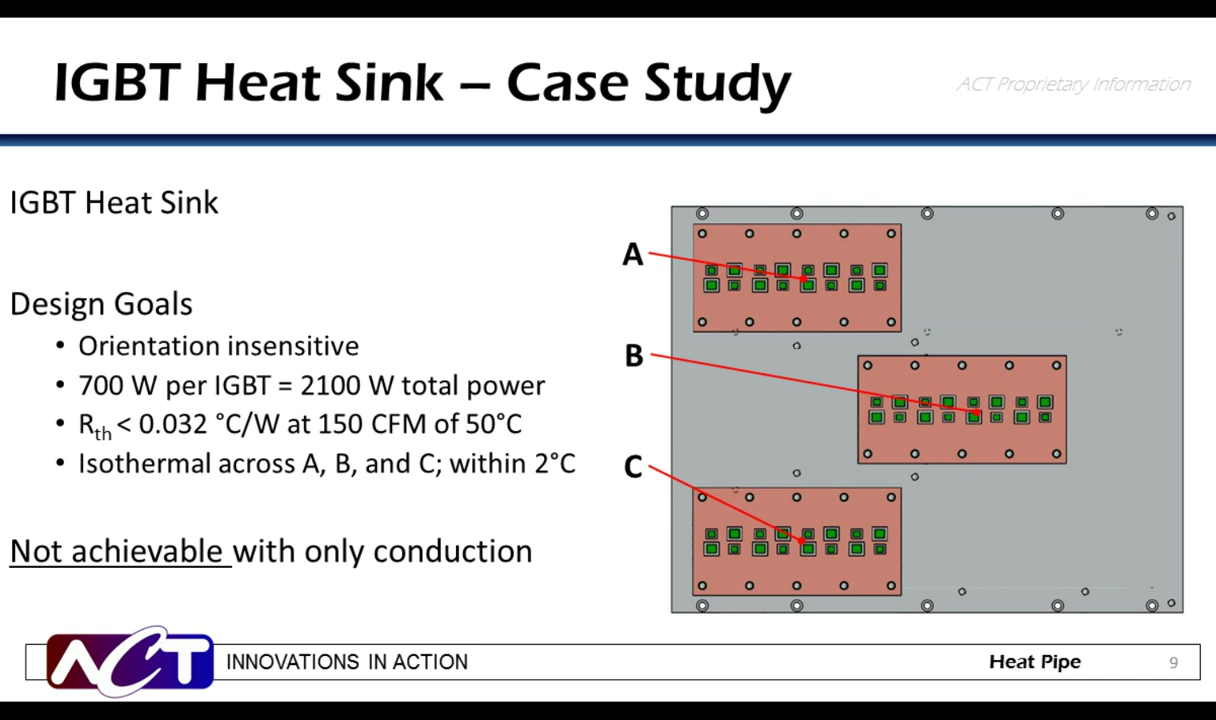 IGBT Heat Sink – Case Study
ACT Proprietary Information
IGBT Heat Sink
Design Goals
• Orientation insensitive
• 700 W per IGBT = 2100 W total power
• Rth < 0.032 °C/W at 150 CFM of 50°C
• Isothermal across A, B, and C; within 2°C
Not achievable with only conduction
A
B
C
ACT
INNOVATIONS IN ACTION
Heat Pipe
9